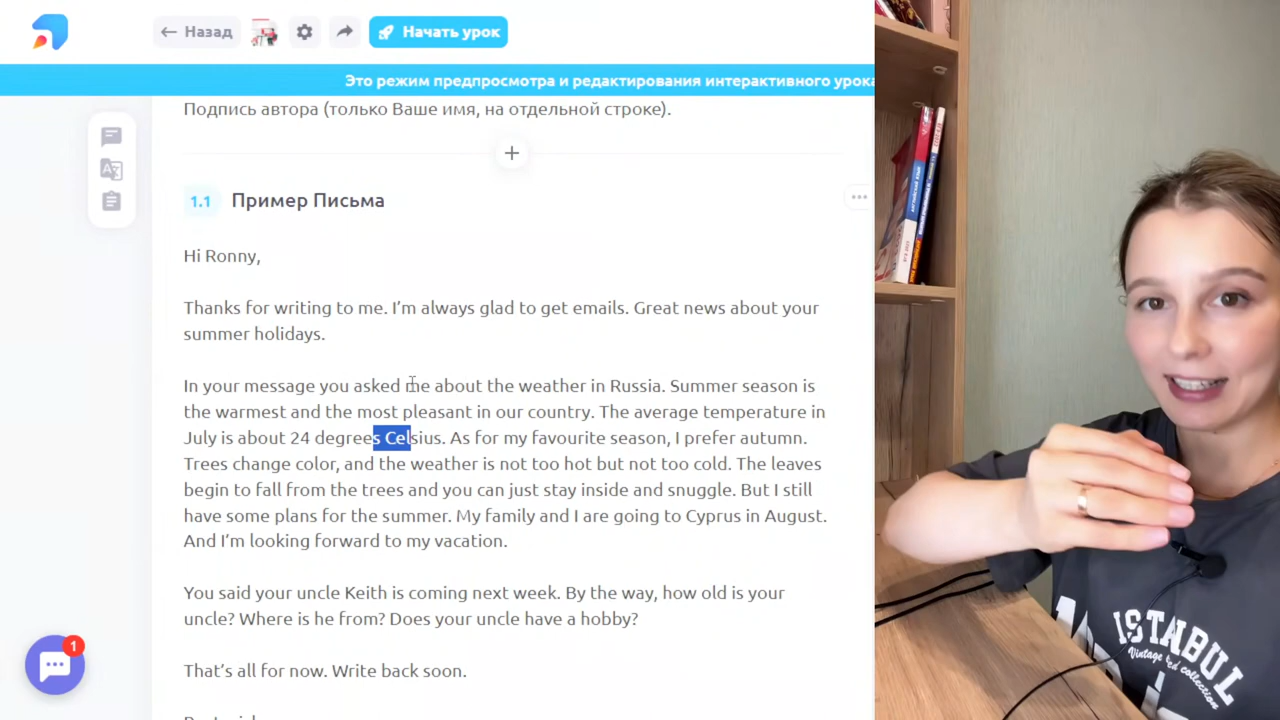 Назад
Начать урок
Это режим предпросмотра и редактирования интерактивного урока
Подпись автора (только Ваше имя, на отдельной строке).
1.1 Пример Письма
Hi Ronny,
Thanks for writing to me. I’m always glad to get emails. Great news about your
summer holidays.
In your message you asked me about the weather in Russia. Summer season is
the warmest and the most pleasant in our country. The average temperature in
July is about 24 degrees Celsius. As for my favourite season, I prefer autumn.
Trees change color, and the weather is not too hot but not too cold. The leaves
begin to fall from the trees and you can just stay inside and snuggle. But I still
have some plans for the summer. My family and I are going to Cyprus in August.
And I’m looking forward to my vacation.
You said your uncle Keith is coming next week. By the way, how old is your
uncle? Where is he from? Does your uncle have a hobby?
That’s all for now. Write back soon.
1
ISTANBUL
Vintage
collection